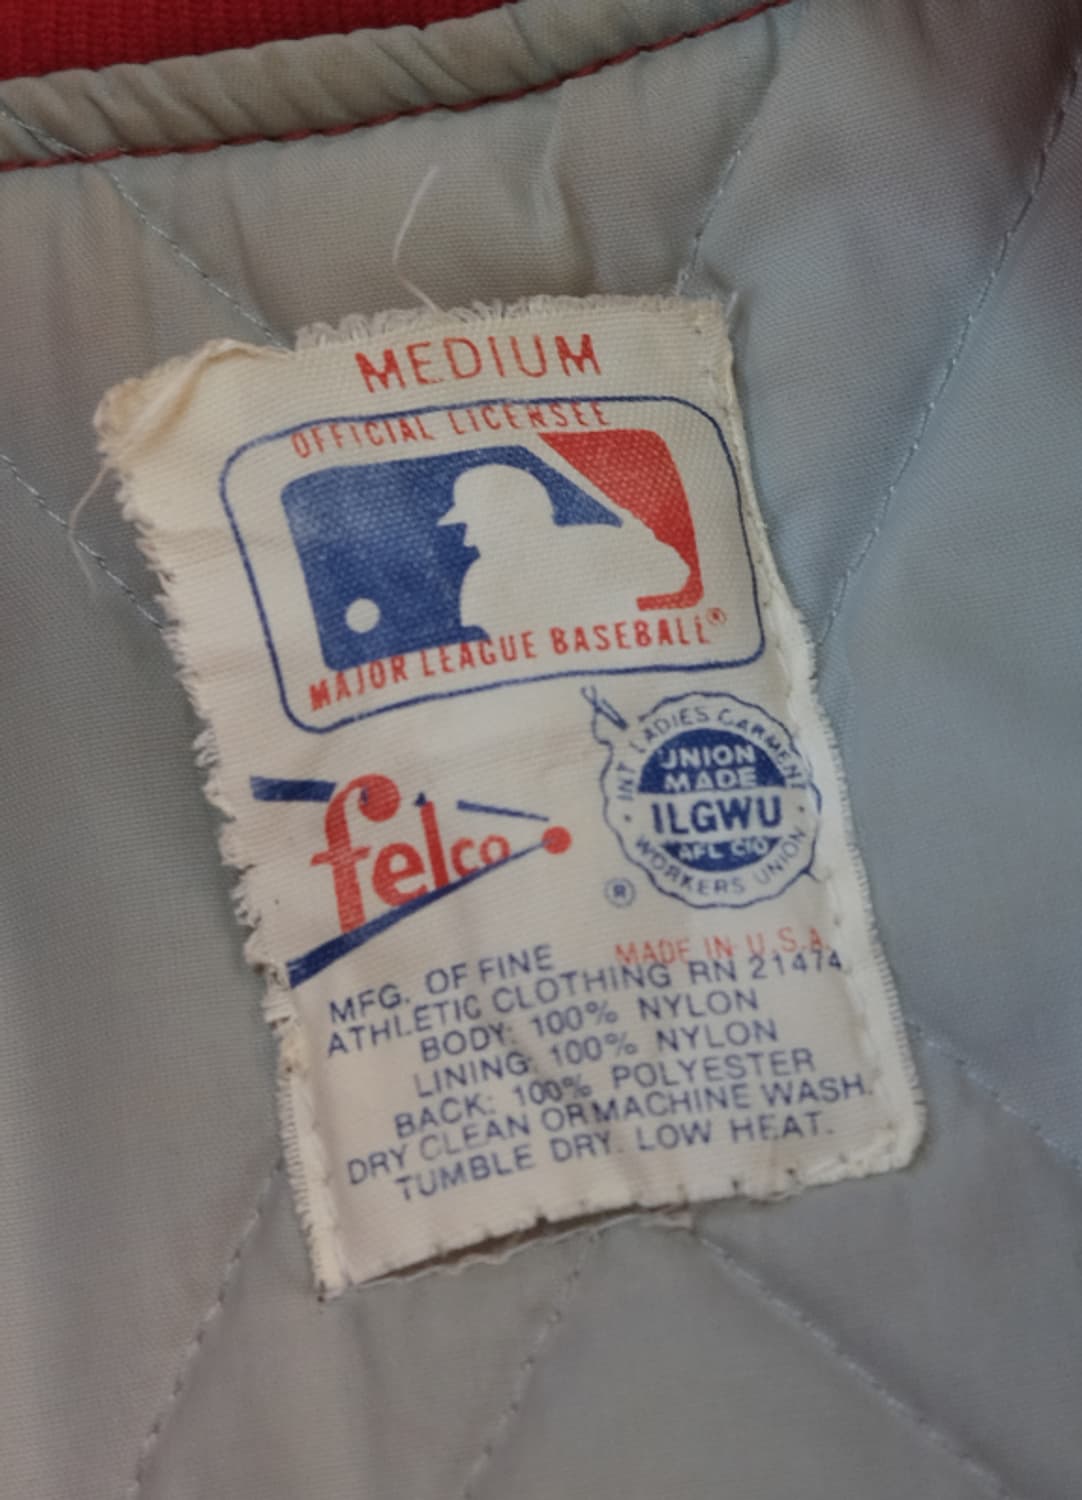 MEDIUM
OFFICIAL LICENSEE
MAJOR LEAGUE BASEBALL®
felco
INT LADIES GARMENT WORKERS UNION
UNION
MADE
ILGWU
AFL CIO
®
MADE IN U.S.A.
MFG. OF FINE
ATHLETIC CLOTHING RN 21474
BODY: 100% NYLON
LINING: 100% NYLON
BACK: 100% POLYESTER
DRY CLEAN OR MACHINE WASH.
TUMBLE DRY. LOW HEAT.